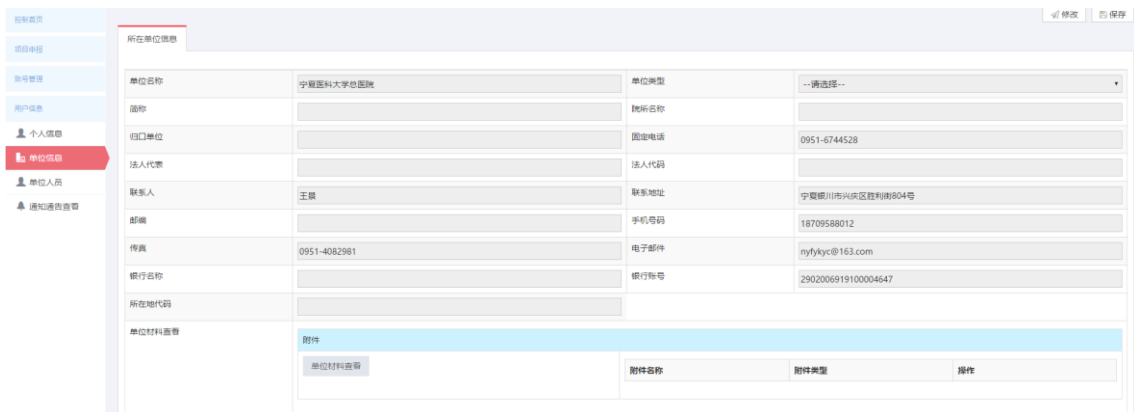 控制首页
项目申报
账号管理
用户信息
个人信息
单位信息
单位人员
通知通告查看
修改 保存
所在单位信息
单位名称 宁夏医科大学总医院 单位类型 --请选择--
简称 院所名称
归口单位 固定电话 0951-6744528
法人代表 法人代码
联系人 王景 联系地址 宁夏银川市兴庆区胜利街804号
邮编 手机号码 18709588012
传真 0951-4082981 电子邮件 nyfykyc@163.com
银行名称 银行账号 2902006919100004647
所在地代码
单位材料查看 附件
单位材料查看 附件名称 附件类型 操作